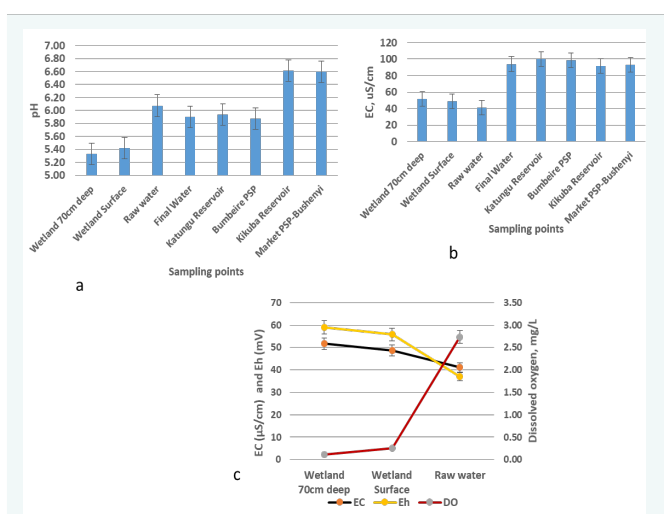 7.00
6.80
6.60
6.40
6.20
6.00
5.80
5.60
5.40
5.20
5.00
pH
Wetland 70cm deep
Wetland Surface
Raw water
Final Water
Katungu Reservoir
Bumbeire PSP
Kikuba Reservoir
Market PSP-Bushenyi
Sampling points
a
120
100
80
60
40
20
0
EC, uS/cm
Wetland 70cm deep
Wetland Surface
Raw water
Final Water
Katungu Reservoir
Bumbeire PSP
Kikuba Reservoir
Market PSP-Bushenyi
Sampling points
b
70
60
50
40
30
20
10
0
EC (µS/cm) and Eh (mV)
3.50
3.00
2.50
2.00
1.50
1.00
0.50
0.00
Dissolved oxygen, mg/L
Wetland
70cm deep
Wetland
Surface
Raw water
c
EC Eh DO